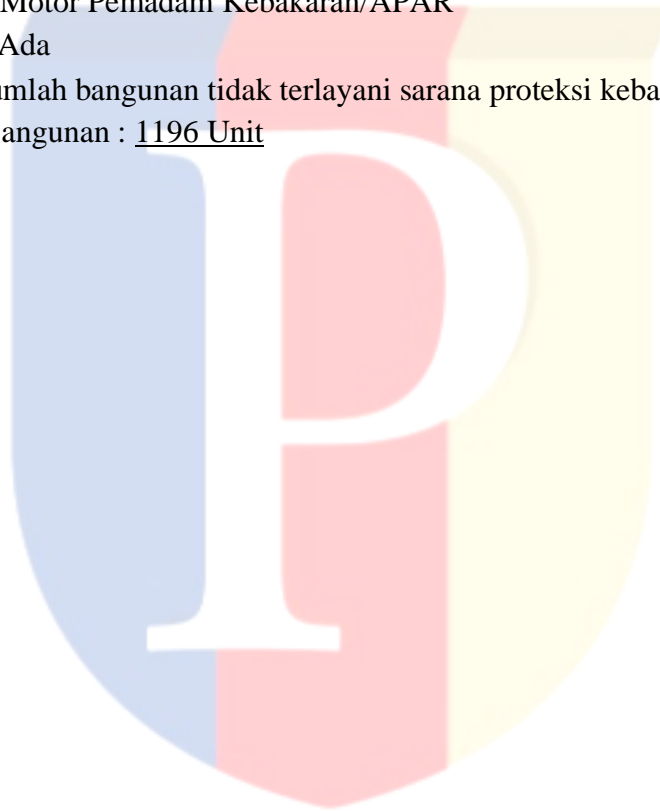 Motor Pemadam Kebakaran/APAR
Ada
umlah bangunan tidak terlayani sarana proteksi keba
angunan : 1196 Unit
P